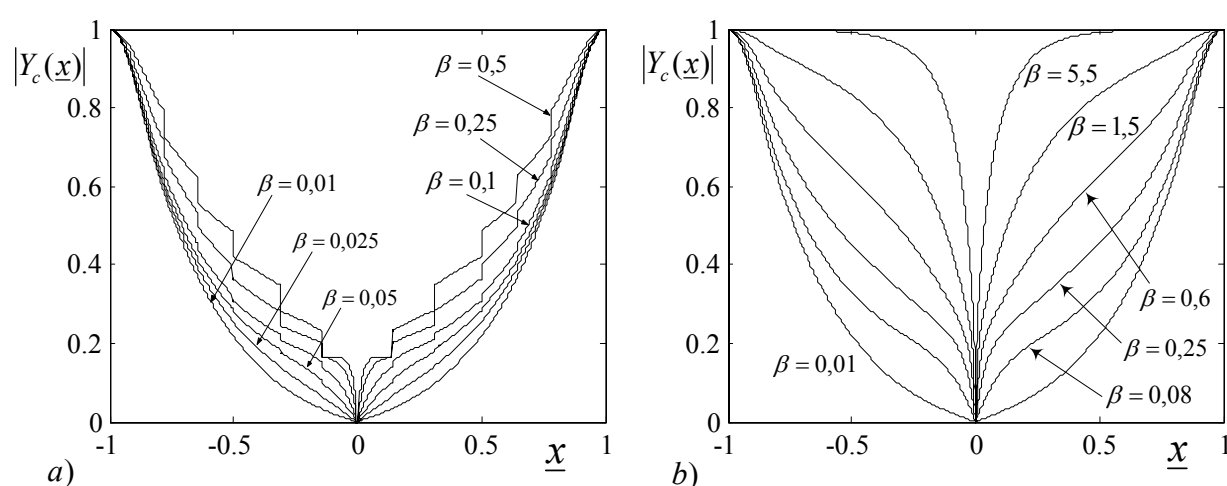 1
|Y_c(x)|
0.8
0.6
0.4
0.2
0
-1
-0.5
0
0.5
1
x
a)
β = 0,5
β = 0,25
β = 0,1
β = 0,01
β = 0,025
β = 0,05
1
|Y_c(x)|
0.8
0.6
0.4
0.2
0
-1
-0.5
0
0.5
1
x
b)
β = 5,5
β = 1,5
β = 0,6
β = 0,25
β = 0,08
β = 0,01